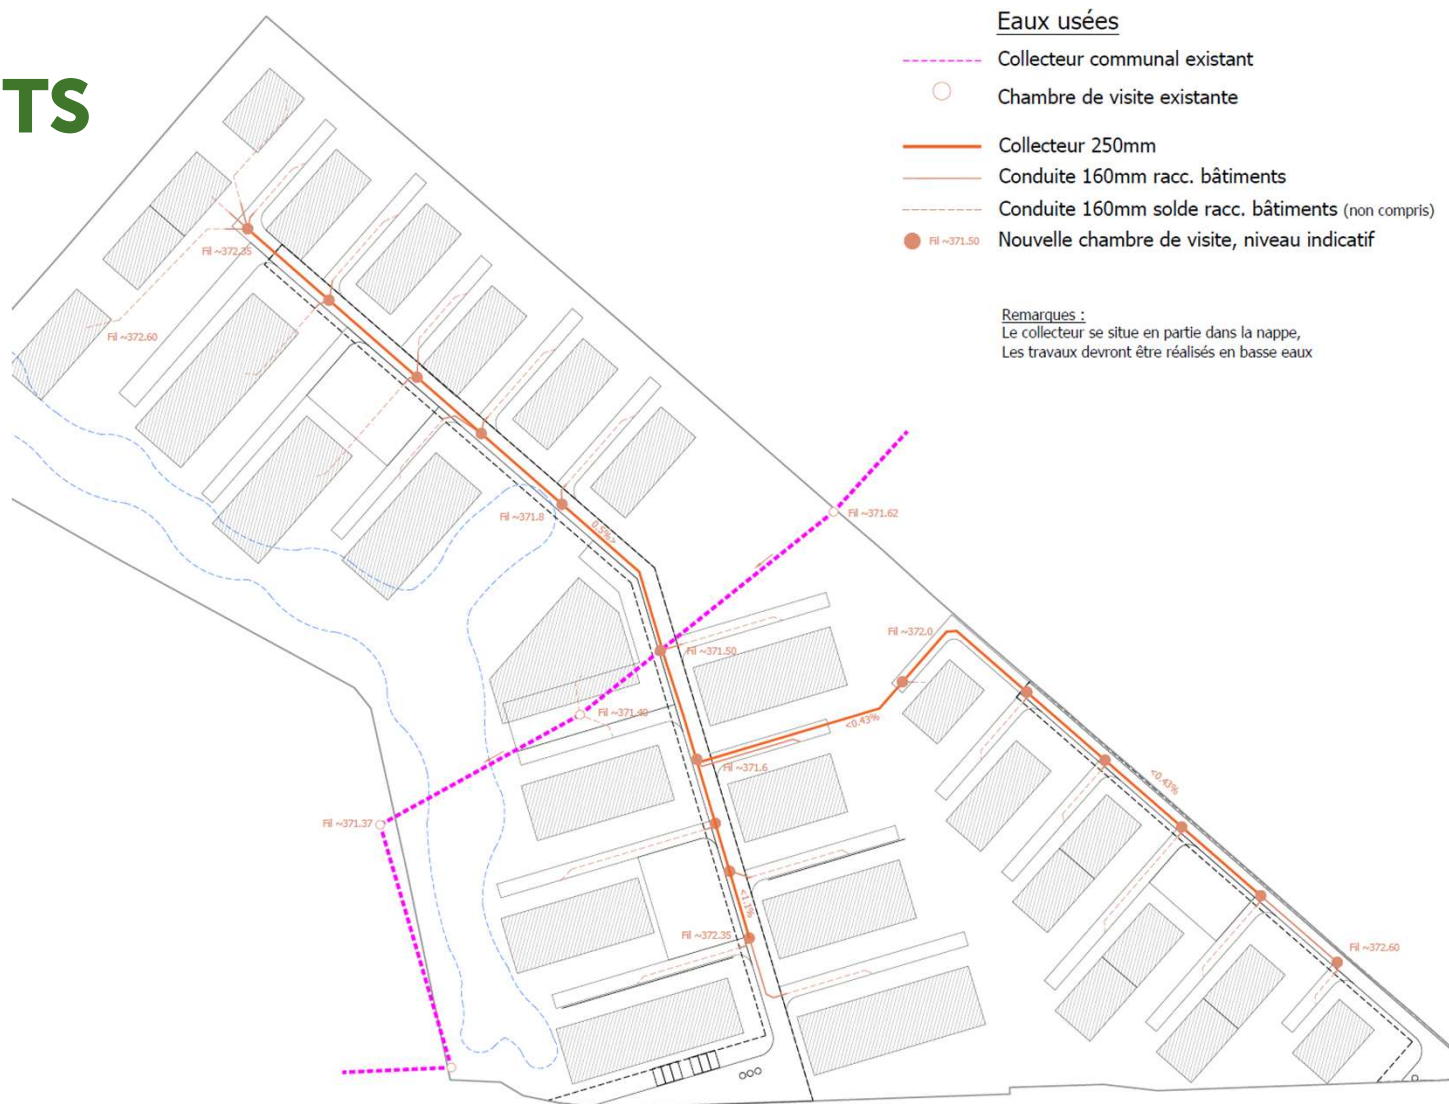 TS
Eaux usées
Collecteur communal existant
Chambre de visite existante
Collecteur 250mm
Conduite 160mm racc. bâtiments
Conduite 160mm solde racc. bâtiments (non compris)
Fil ~371.50 Nouvelle chambre de visite, niveau indicatif
Remarques :
Le collecteur se situe en partie dans la nappe,
Les travaux devront être réalisés en basse eaux
Fil ~372.35
Fil ~372.60
Fil ~371.8
0.5%>
Fil ~371.62
Fil ~371.50
Fil ~372.0
Fil ~371.40
<0.43%
Fil ~371.6
<0.43%
Fil ~371.37
<1.1%
Fil ~372.35
Fil ~372.60